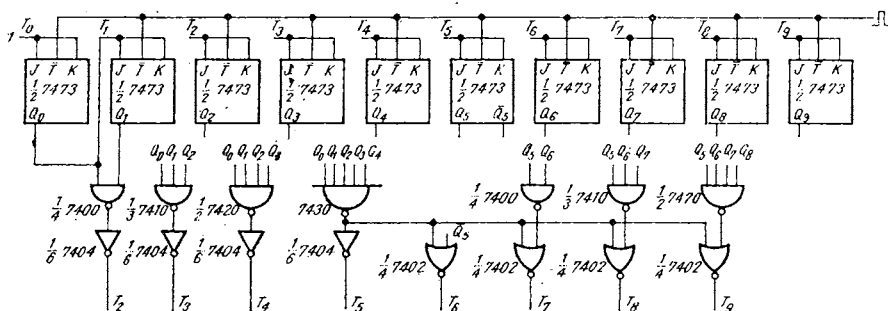 1 T0 T1 T2 T3 T4 T5 T6 T7 T8 T9
J T̄ K J T̄ K J T̄ K J T̄ K J T̄ K J T̄ K J T̄ K J T̄ K J T̄ K J T̄ K
1/2 7473 1/2 7473 1/2 7473 1/2 7473 1/2 7473 1/2 7473 1/2 7473 1/2 7473 1/2 7473 1/2 7473
Q0 Q1 Q2 Q3 Q4 Q5 Q̄5 Q6 Q7 Q8 Q9
Q0 Q1 Q2 Q0 Q1 Q2 Q3 Q0 Q1 Q2 Q3 Q4 Q5 Q6 Q5 Q6 Q7 Q5 Q6 Q7 Q8
1/4 7400 1/3 7410 1/2 7420 7430 1/4 7400 1/3 7410 1/2 7420
Q̄5
1/6 7404 1/6 7404 1/6 7404 1/6 7404 1/4 7402 1/4 7402 1/4 7402 1/4 7402
T2 T3 T4 T5 T6 T7 T8 T9